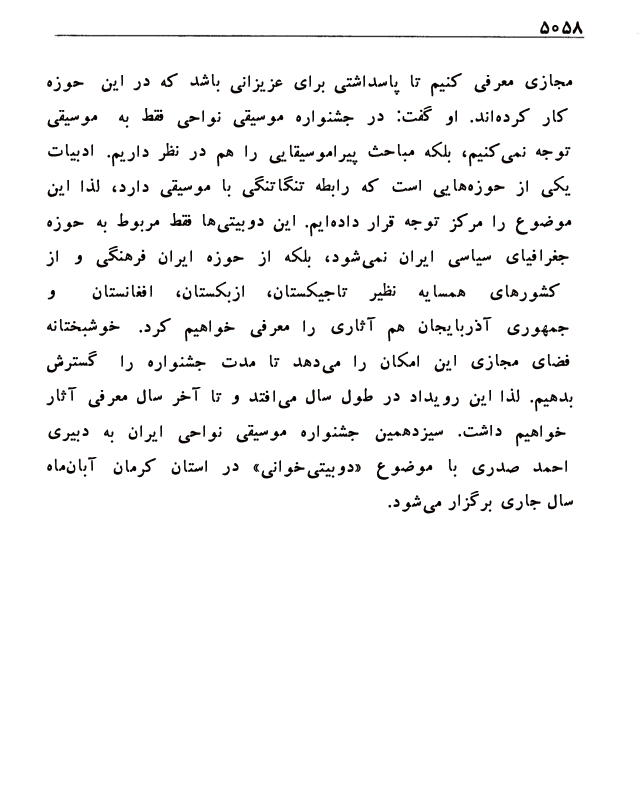 ۵۰۵۸
مجازی معرفی کنیم تا پاسداشتی برای عزیزانی باشد که در این حوزه
کار کرده‌اند. او گفت: در جشنواره موسیقی نواحی فقط به موسیقی
توجه نمی‌کنیم، بلکه مباحث پیراموسیقایی را هم در نظر داریم. ادبیات
یکی از حوزه‌هایی است که رابطه تنگاتنگی با موسیقی دارد، لذا این
موضوع را مرکز توجه قرار داده‌ایم. این دوبیتی‌ها فقط مربوط به حوزه
جغرافیای سیاسی ایران نمی‌شود، بلکه از حوزه ایران فرهنگی و از
کشورهای همسایه نظیر تاجیکستان، ازبکستان، افغانستان و
جمهوری آذربایجان هم آثاری را معرفی خواهیم کرد. خوشبختانه
فضای مجازی این امکان را می‌دهد تا مدت جشنواره را گسترش
بدهیم. لذا این رویداد در طول سال می‌افتد و تا آخر سال معرفی آثار
خواهیم داشت. سیزدهمین جشنواره موسیقی نواحی ایران به دبیری
احمد صدری با موضوع «دوبیتی‌خوانی» در استان کرمان آبان‌ماه
سال جاری برگزار می‌شود.